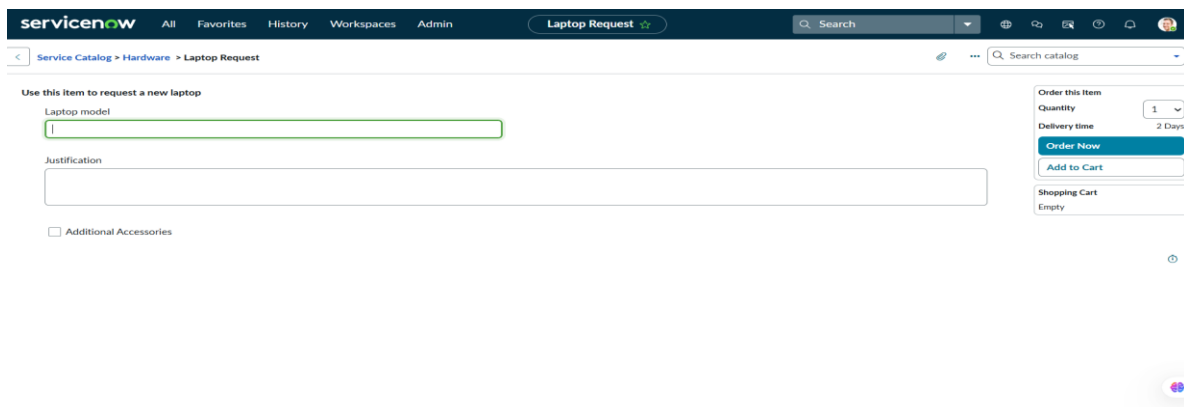 servicenow All Favorites History Workspaces Admin Laptop Request Search
Service Catalog > Hardware > Laptop Request Search catalog
Use this item to request a new laptop
Laptop model
Justification
Additional Accessories
Order this Item
Quantity 1
Delivery time 2 Days
Order Now
Add to Cart
Shopping Cart
Empty